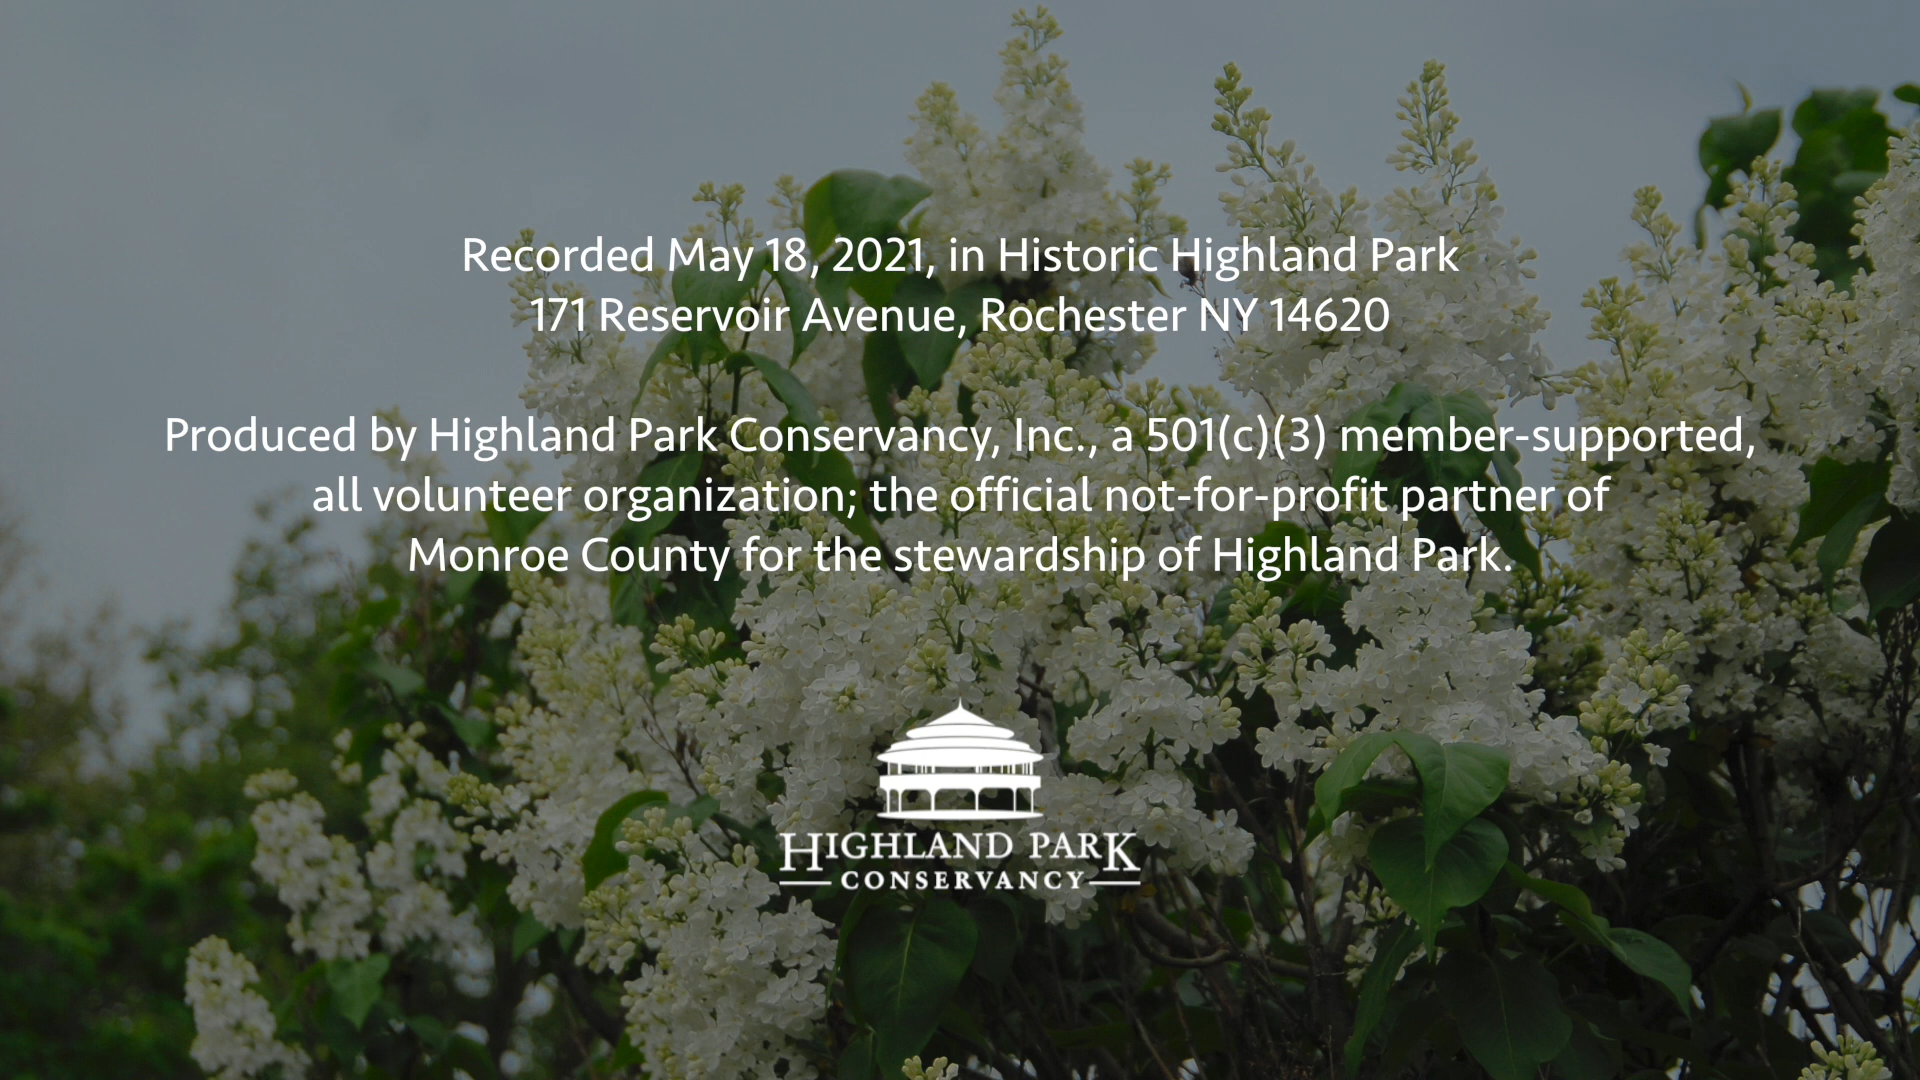 Recorded May 18, 2021, in Historic Highland Park
171 Reservoir Avenue, Rochester NY 14620
Produced by Highland Park Conservancy, Inc., a 501(c)(3) member-supported,
all volunteer organization; the official not-for-profit partner of
Monroe County for the stewardship of Highland Park.
HIGHLAND PARK
CONSERVANCY